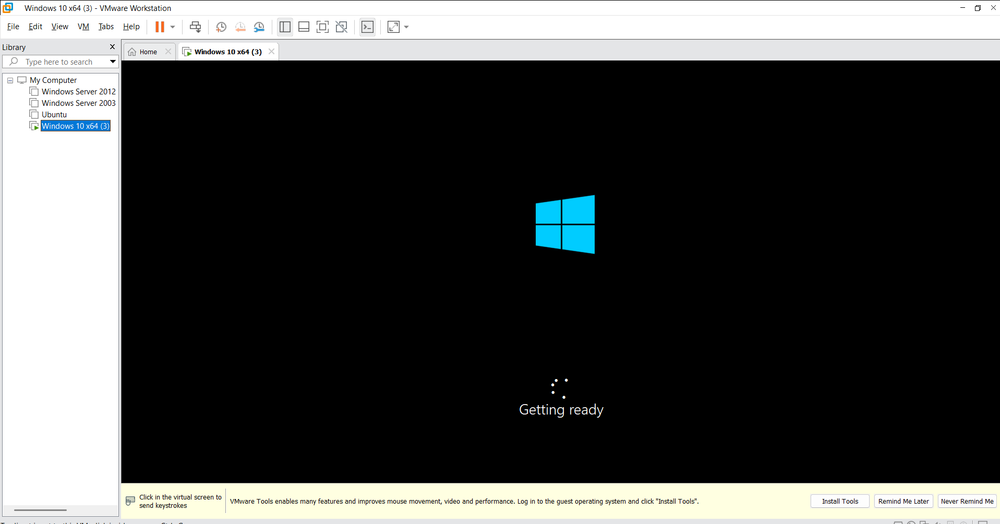 Windows 10 x64 (3) - VMware Workstation
File Edit View VM Tabs Help
Library
Home
Windows 10 x64 (3)
Type here to search
My Computer
Windows Server 2012
Windows Server 2003
Ubuntu
Windows 10 x64 (3)
Getting ready
Click in the virtual screen to
send keystrokes
VMware Tools enables many features and improves mouse movement, video and performance. Log in to the guest operating system and click "Install Tools".
Install Tools
Remind Me Later
Never Remind Me